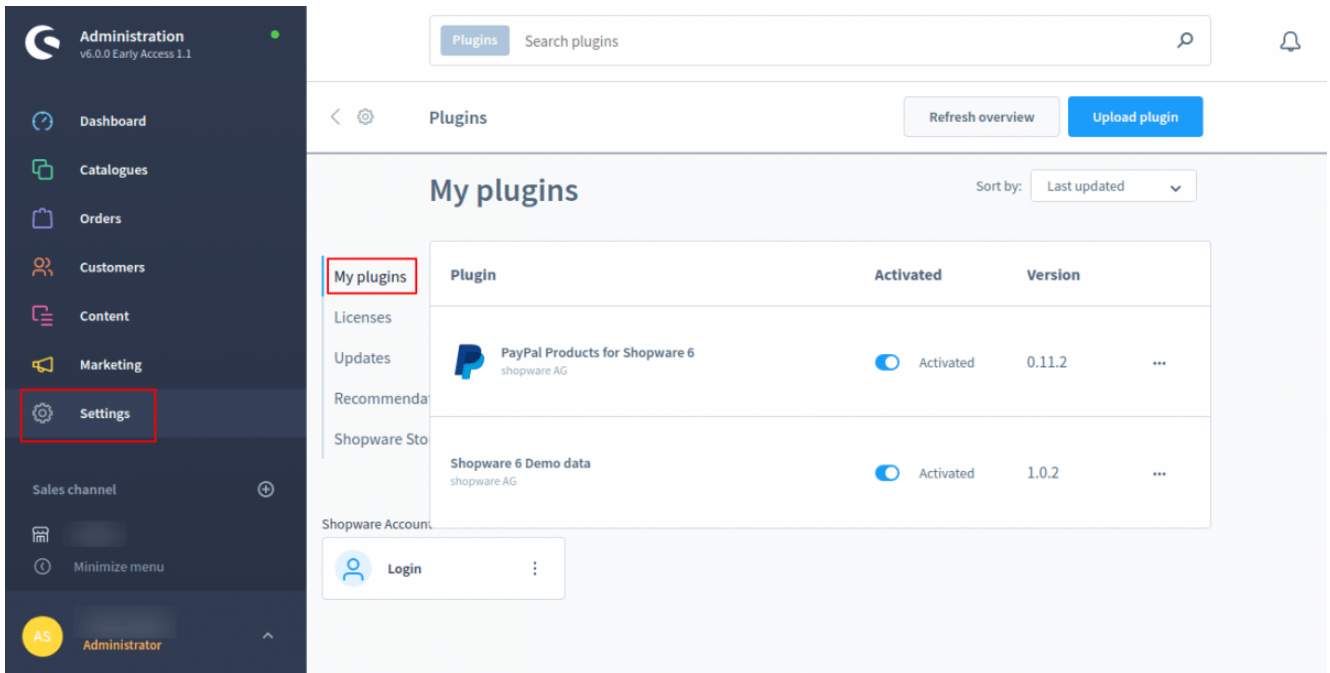 Administration
v6.0.0 Early Access 1.1
Dashboard
Catalogues
Orders
Customers
Content
Marketing
Settings
Sales channel
Minimize menu
AS
Administrator
Plugins
Search plugins
Plugins
Refresh overview
Upload plugin
My plugins
Sort by:
Last updated
My plugins
Licenses
Updates
Recommenda
Shopware Sto
Plugin
Activated
Version
PayPal Products for Shopware 6
shopware AG
Activated
0.11.2
Shopware 6 Demo data
shopware AG
Activated
1.0.2
Shopware Account
Login